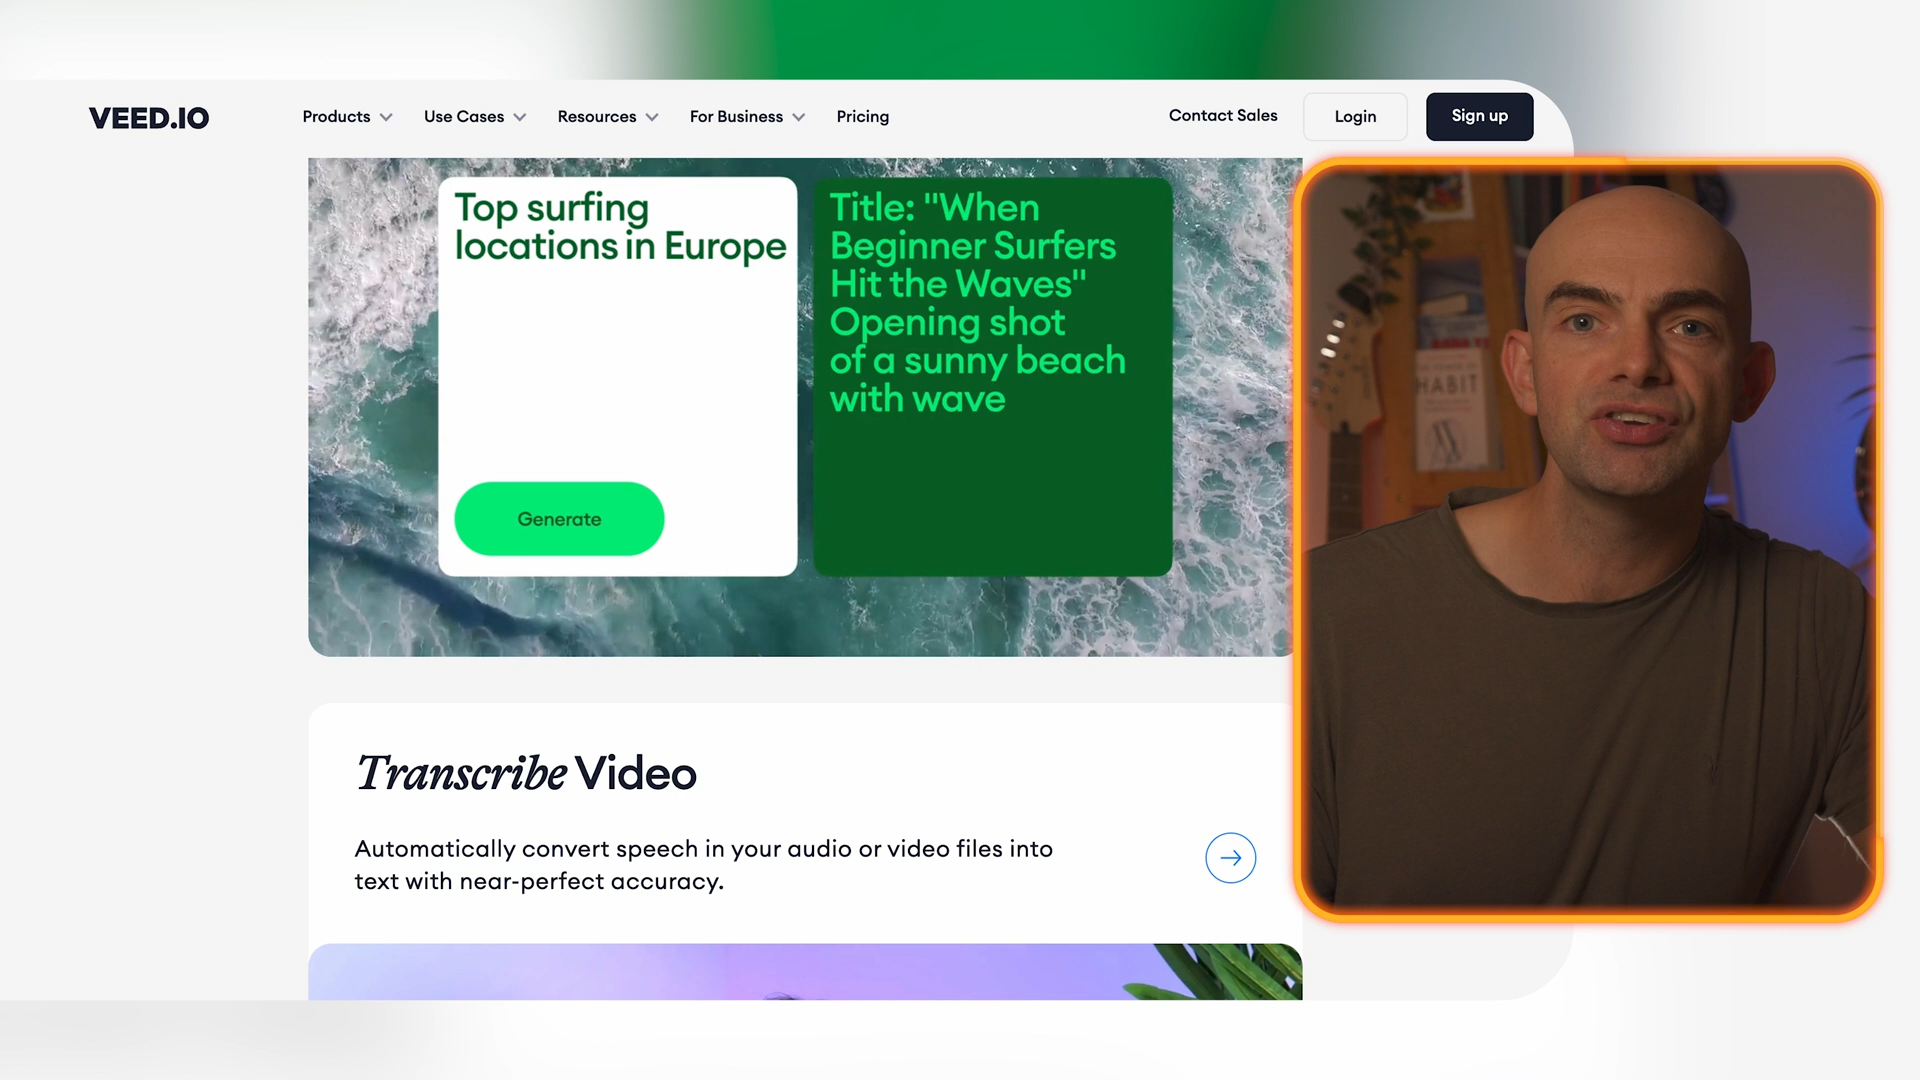 VEED.IO
Products
Use Cases
Resources
For Business
Pricing
Contact Sales
Login
Sign up
Top surfing
locations in Europe
Generate
Title: "When
Beginner Surfers
Hit the Waves"
Opening shot
of a sunny beach
with wave
Transcribe Video
Automatically convert speech in your audio or video files into
text with near-perfect accuracy.
HABIT